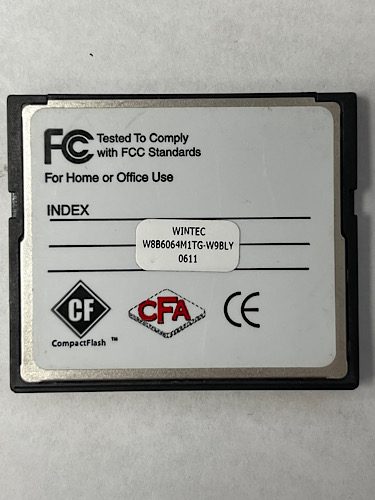 FC Tested To Comply
with FCC Standards
For Home or Office Use
INDEX
WINTEC
W8B6064M1TG-W9BLY
0611
CF
CompactFlash ™
CFA
CE